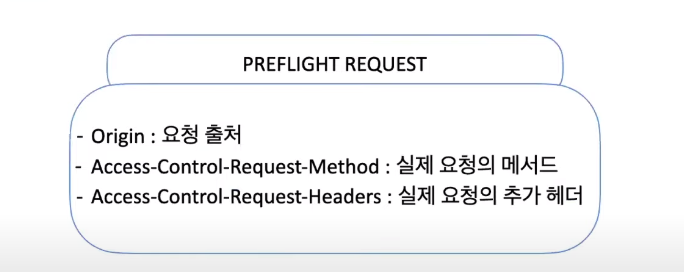 PREFLIGHT REQUEST
- Origin : 요청 출처
- Access-Control-Request-Method : 실제 요청의 메서드
- Access-Control-Request-Headers : 실제 요청의 추가 헤더